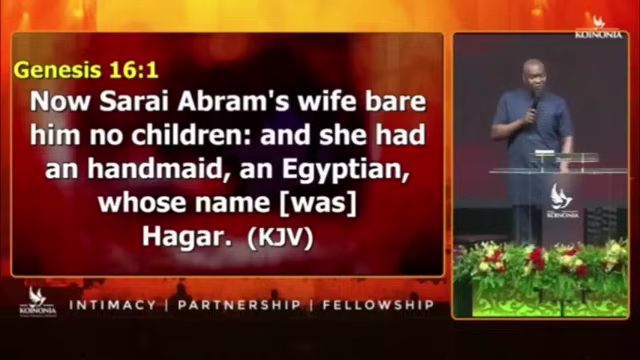 KOINONIA
Genesis 16:1
Now Sarai Abram's wife bare
him no children: and she had
an handmaid, an Egyptian,
whose name [was]
Hagar. (KJV)
KOINONIA
KOINONIA
INTIMACY | PARTNERSHIP | FELLOWSHIP